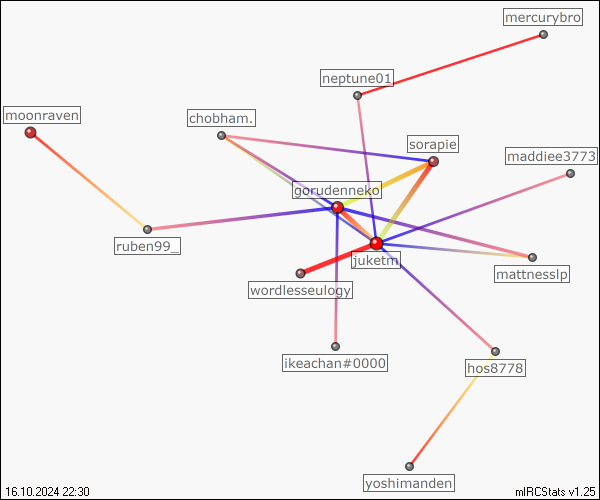 mercurybro
neptune01
moonraven
chobham.
sorapie
maddiee3773
gorudenneko
ruben99_
juketm
mattnesslp
wordlesseulogy
ikeachan#0000
hos8778
yoshimanden
16.10.2024 22:30
mIRCStats v1.25